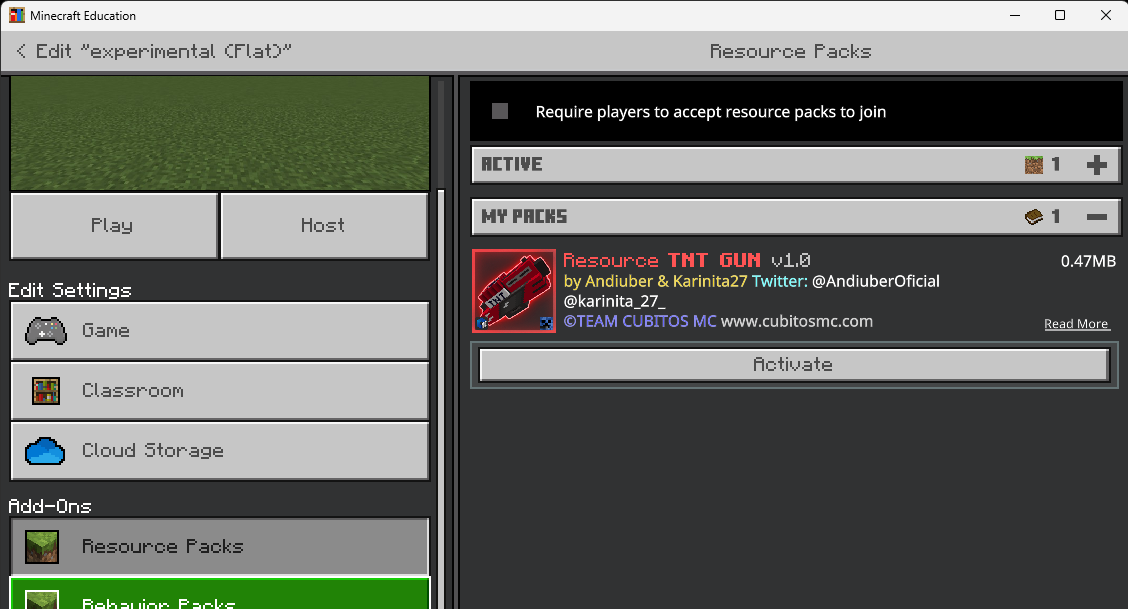 Minecraft Education
Edit "experimental (Flat)"
Resource Packs
Play
Host
Edit Settings
Game
Classroom
Cloud Storage
Add-Ons
Resource Packs
Behavior Packs
Require players to accept resource packs to join
ACTIVE
1
MY PACKS
1
TNT
Resource TNT GUN v1.0
0.47MB
by Andiuber & Karinita27 Twitter: @AndiuberOficial
@karinita_27_
©TEAM CUBITOS MC www.cubitosmc.com
Read More
Activate